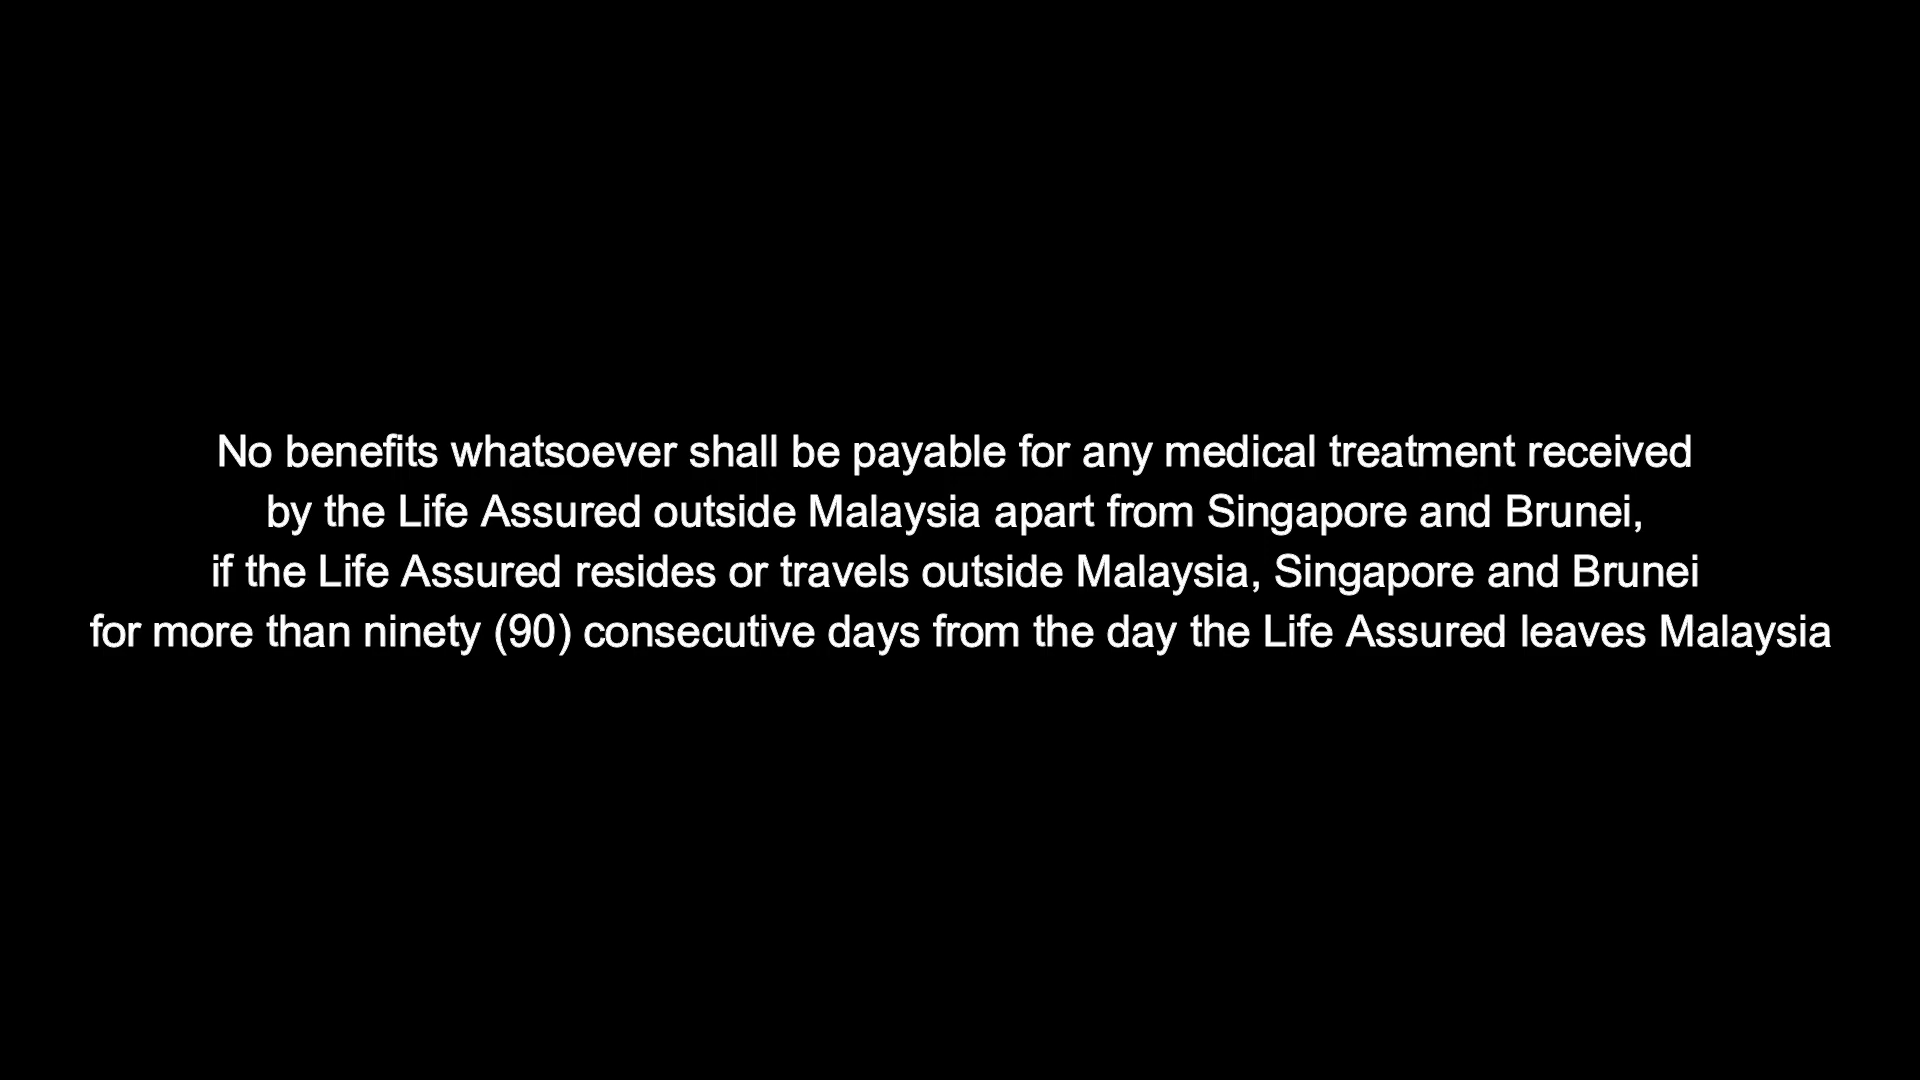 No benefits whatsoever shall be payable for any medical treatment received
by the Life Assured outside Malaysia apart from Singapore and Brunei,
if the Life Assured resides or travels outside Malaysia, Singapore and Brunei
for more than ninety (90) consecutive days from the day the Life Assured leaves Malaysia